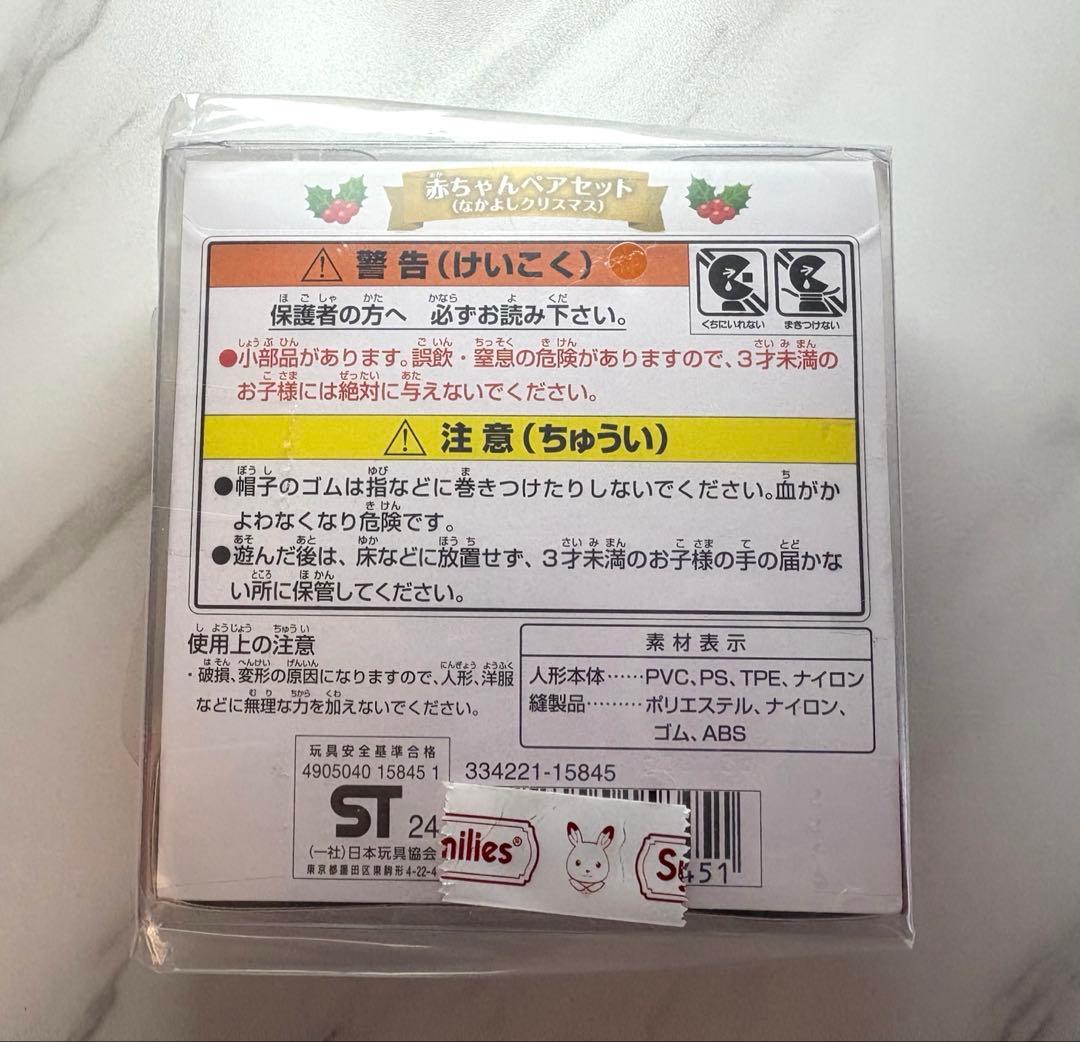 赤ちゃんペアセット
(なかよしクリスマス)
警告(けいこく)
くちにいれない
まきつけない
保護者の方へ 必ずお読み下さい。
●小部品があります。誤飲・窒息の危険がありますので、3才未満の
お子様には絶対に与えないでください。
注意(ちゅうい)
●帽子のゴムは指などに巻きつけたりしないでください。血がか
よわなくなり危険です。
●遊んだ後は、床などに放置せず、3才未満のお子様の手の届かな
い所に保管してください。
使用上の注意
・破損、変形の原因になりますので、人形、洋服
などに無理な力を加えないでください。
素材表示
人形本体……PVC、PS、TPE、ナイロン
縫製品………ポリエステル、ナイロン、
ゴム、ABS
玩具安全基準合格
4905040 15845 1
ST 24
(一社)日本玩具協会
東京都墨田区東駒形4-22-4
334221-15845
milies®
S
451